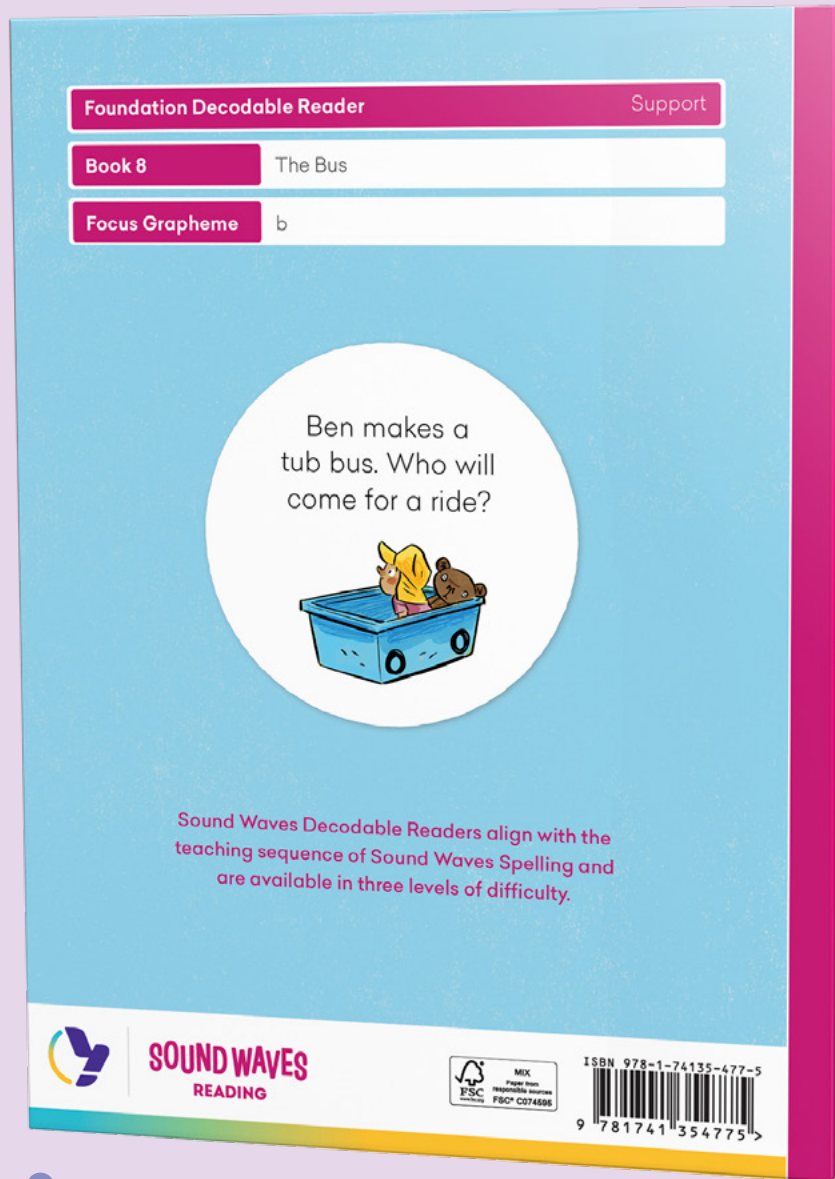 Foundation Decodable Reader Support
Book 8 The Bus
Focus Grapheme b
Ben makes a
tub bus. Who will
come for a ride?
Sound Waves Decodable Readers align with the
teaching sequence of Sound Waves Spelling and
are available in three levels of difficulty.
SOUND WAVES
READING
FSC
www.fsc.org
MIX
Paper from
responsible sources
FSC® C074595
ISBN 978-1-74135-477-5
9 781741 354775 >